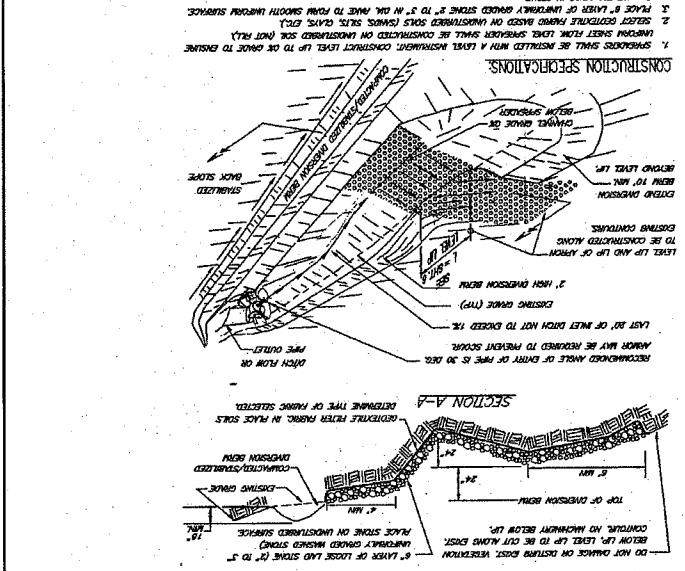 DO NOT DAMAGE OR DISTURB EXIST. VEGETATION
BELOW LIP. LEVEL LIP TO BE CUT ALONG EXIST.
CONTOUR. NO MACHINERY BELOW LIP.
6" LAYER OF LOOSE LAID STONE (2" TO 3"
UNIFORMLY GRADED WASHED STONE)
PLACE STONE ON UNDISTURBED SURFACE.
TOP OF DIVERSION BERM
24"
6' MIN
24"
4' MIN
18"
MIN.
EXISTING GRADE
COMPACTED/STABILIZED
DIVERSION BERM
SECTION A-A
GEOTEXTILE FILTER FABRIC. IN PLACE SOILS
DETERMINE TYPE OF FABRIC SELECTED.
RECOMMENDED ANGLE OF ENTRY OF PIPE IS 30 DEG.
ARMOR MAY BE REQUIRED TO PREVENT SCOUR.
LAST 20' OF INLET DITCH NOT TO EXCEED 1%
EXISTING GRADE (TYP)
2' HIGH DIVERSION BERM
DITCH FLOW OR
PIPE OUTLET
LEVEL LIP
L = SHT. 6
SEE
LEVEL LIP AND LIP OF APRON
TO BE CONSTRUCTED ALONG
EXISTING CONTOURS.
EXTEND DIVERSION
BERM 10' MIN.
BEYOND LEVEL LIP.
STABILIZED
BACK SLOPE
COMPACTED/STABILIZED DIVERSION BERM
CHANNEL GRADE 0%
BELOW SPREADER
CONSTRUCTION SPECIFICATIONS:
1. SPREADERS SHALL BE INSTALLED WITH A LEVEL INSTRUMENT. CONSTRUCT LEVEL LIP TO 0% GRADE TO ENSURE
UNIFORM SHEET FLOW. LEVEL SPREADER SHALL BE CONSTRUCTED ON UNDISTURBED SOIL (NOT FILL).
2. SELECT GEOTEXTILE FABRIC BASED ON UNDISTURBED SOILS (SANDS, SILTS, CLAYS, ETC.)
3. PLACE 6" LAYER OF UNIFORMLY GRADED STONE 2" TO 3" IN DIA. RAKE TO FORM SMOOTH UNIFORM SURFACE.